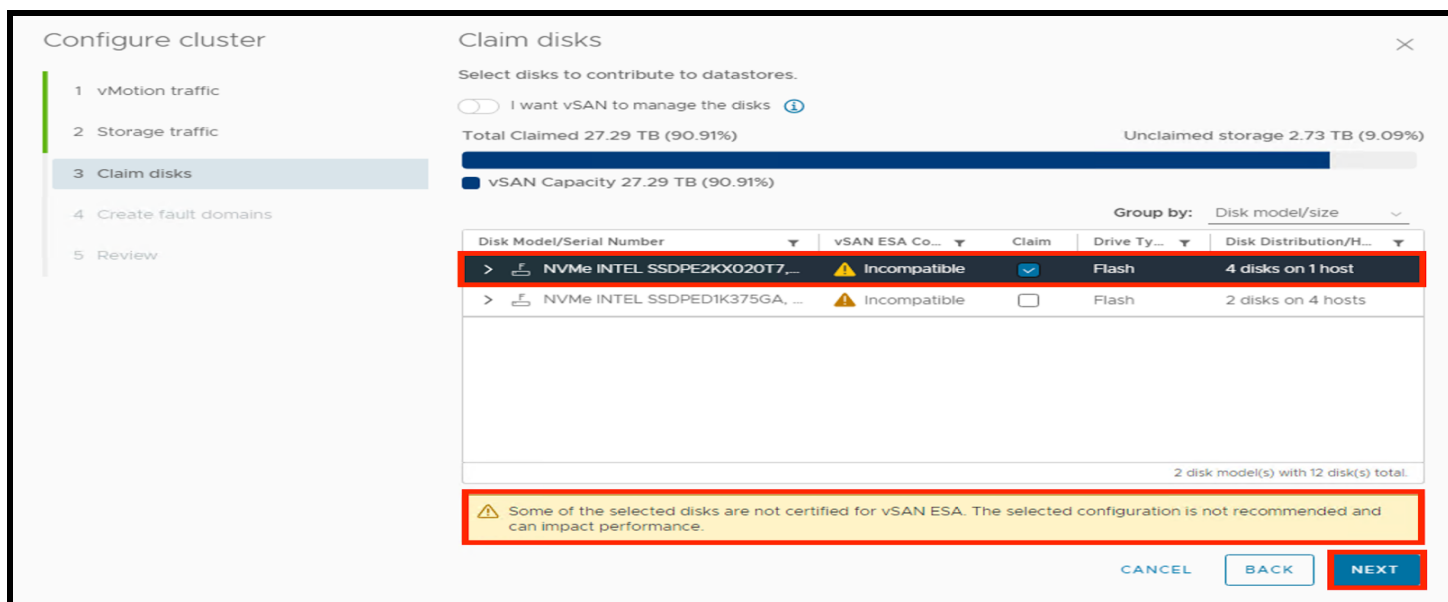 Configure cluster
1 vMotion traffic
2 Storage traffic
3 Claim disks
4 Create fault domains
5 Review
Claim disks
Select disks to contribute to datastores.
I want vSAN to manage the disks
Total Claimed 27.29 TB (90.91%) Unclaimed storage 2.73 TB (9.09%)
vSAN Capacity 27.29 TB (90.91%)
Group by: Disk model/size
Disk Model/Serial Number vSAN ESA Co... Claim Drive Ty... Disk Distribution/H...
NVMe INTEL SSDPE2KX020T7,... Incompatible Flash 4 disks on 1 host
NVMe INTEL SSDPED1K375GA, ... Incompatible Flash 2 disks on 4 hosts
2 disk model(s) with 12 disk(s) total.
Some of the selected disks are not certified for vSAN ESA. The selected configuration is not recommended and
can impact performance.
CANCEL BACK NEXT